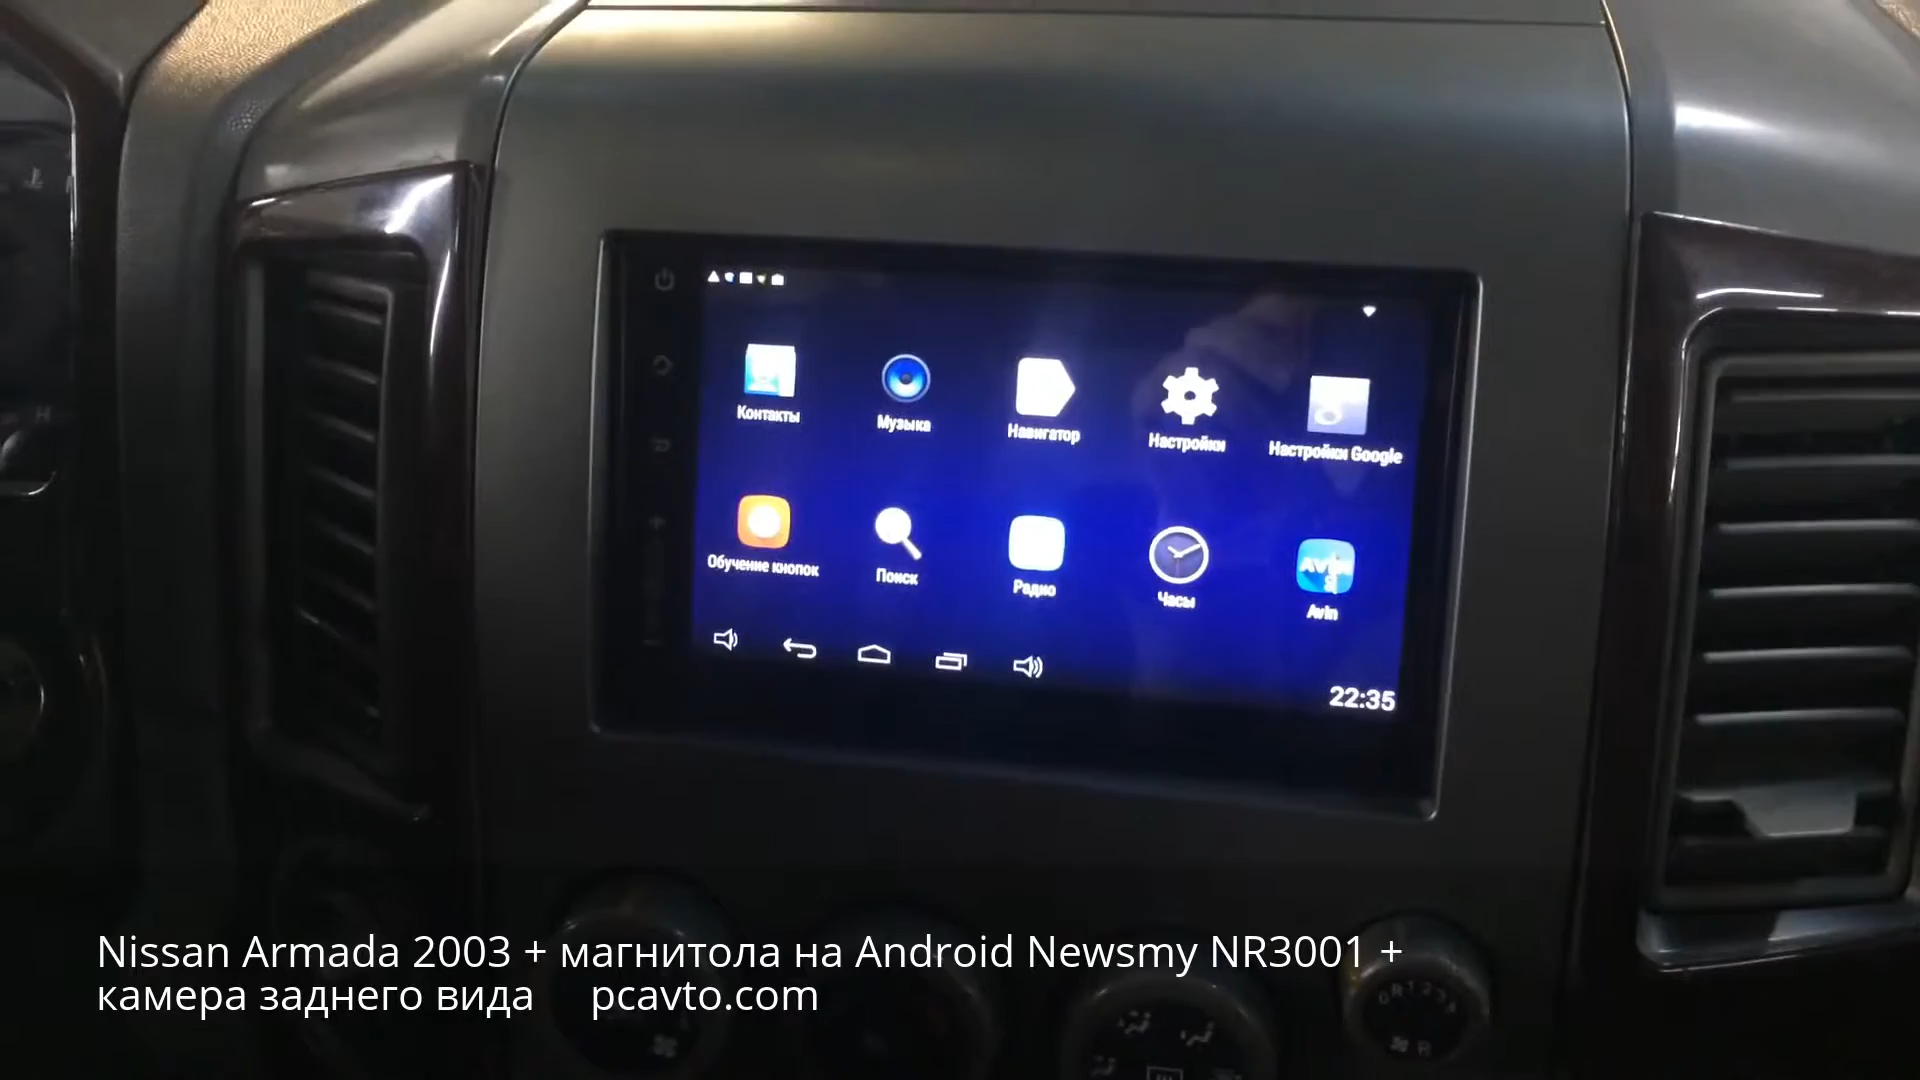 Контакты
Музыка
Навигатор
Настройки
Настройки Google
Обучение кнопок
Поиск
Радио
Часы
AvIn
22:35
Nissan Armada 2003 + магнитола на Android Newsmy NR3001 +
камера заднего вида pcavto.com